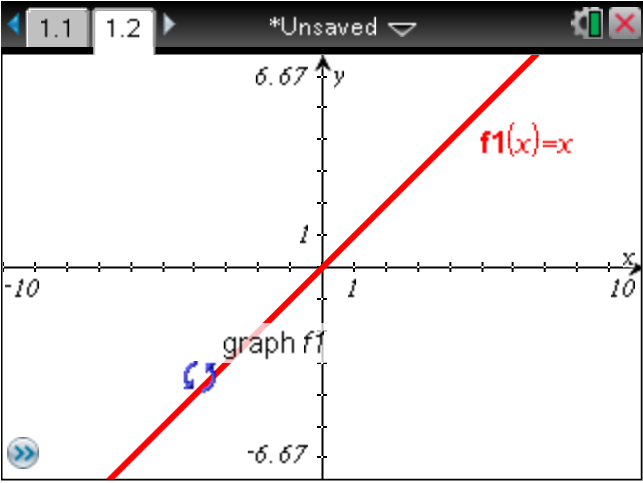 1.1 1.2 *Unsaved
6.67 y
f1(x)=x
1
x
-10 1 10
graph f1
-6.67